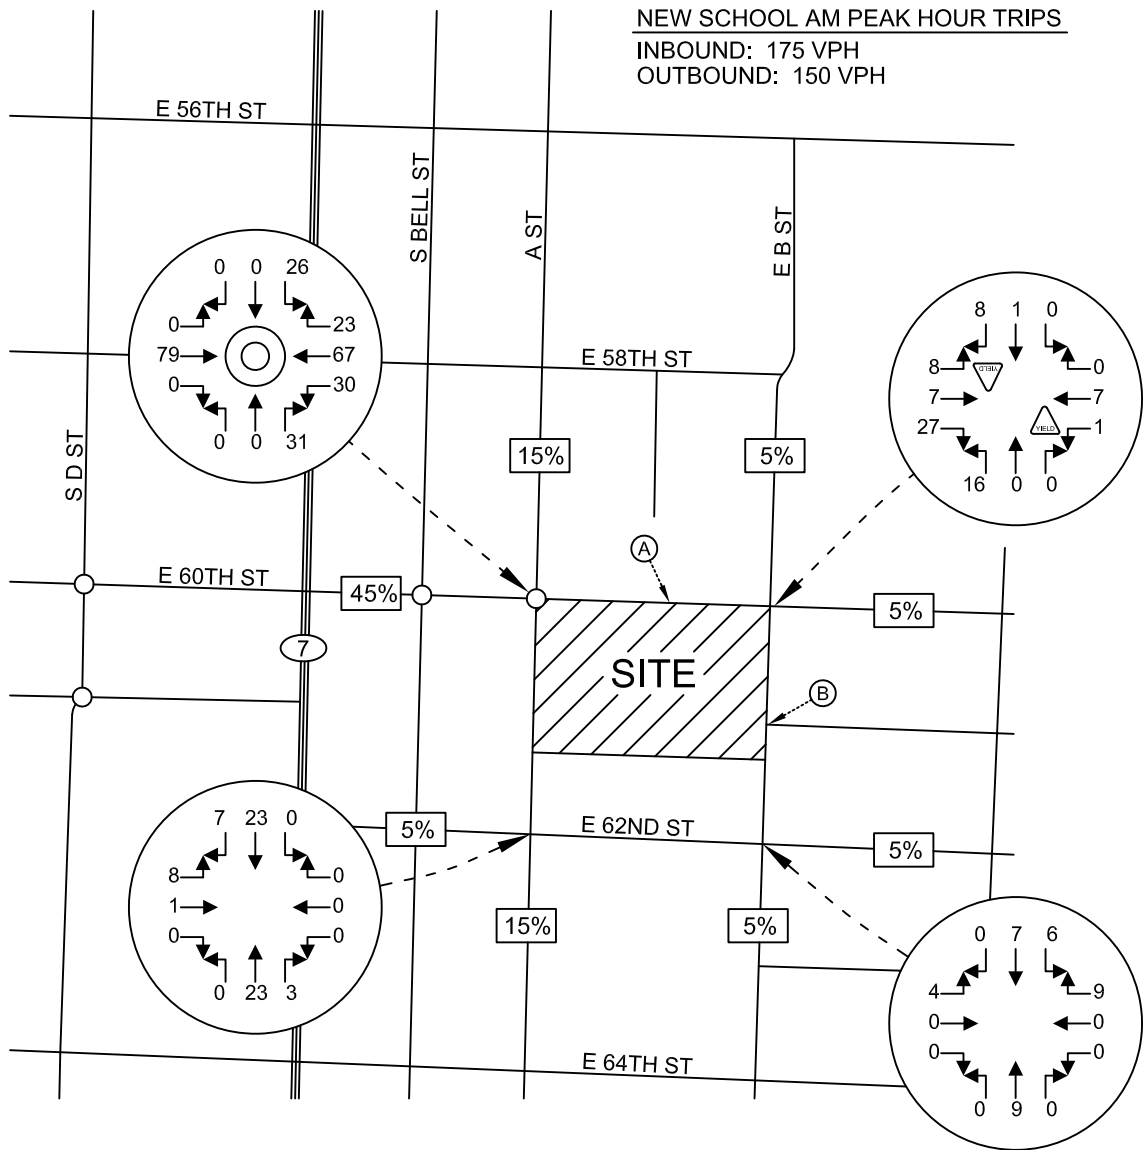 NEW SCHOOL AM PEAK HOUR TRIPS
INBOUND: 175 VPH
OUTBOUND: 150 VPH
E 56TH ST
S BELL ST
A ST
E B ST
0 0 26
0 23
79 67
0 30
0 0 31
8 1 0
8 0
YIELD
7 7
27 1
YIELD
16 0 0
E 58TH ST
S D ST
15%
5%
A
E 60TH ST
45%
5%
7
SITE
B
7 23 0
8 0
1 0
0 0
0 23 3
5%
E 62ND ST
5%
15%
5%
0 7 6
4 9
0 0
0 0
0 9 0
E 64TH ST